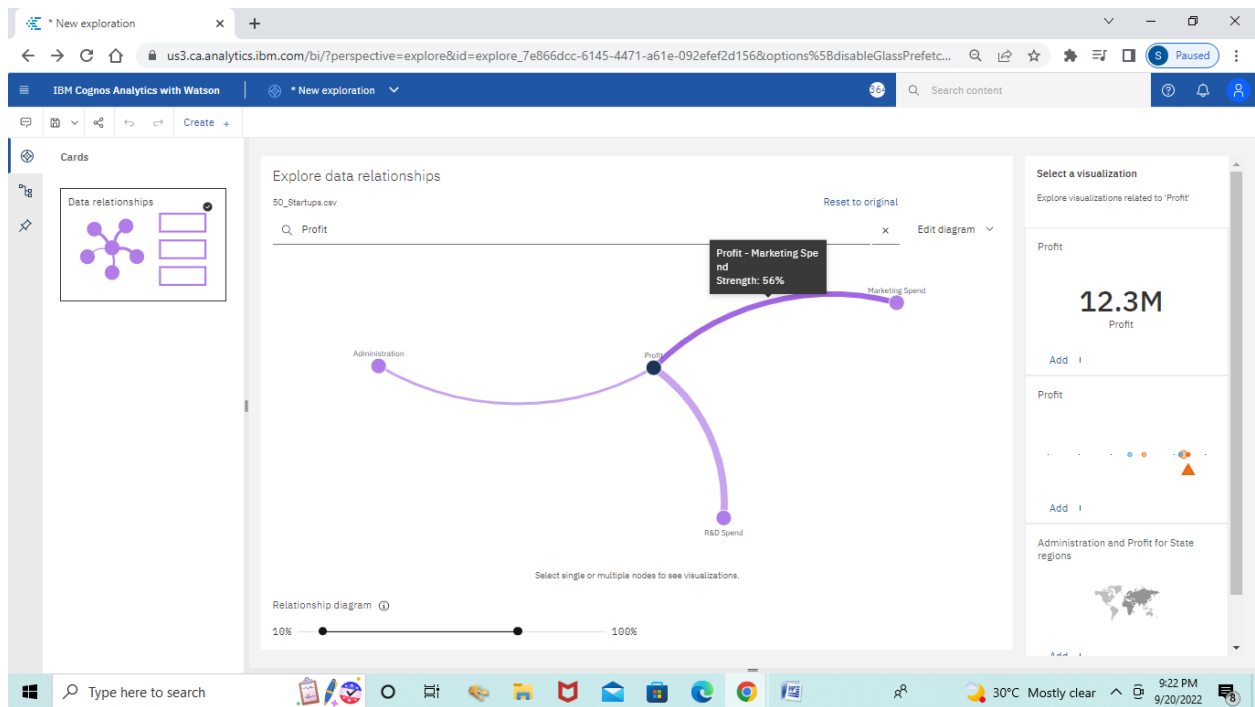 * New exploration
us3.ca.analytics.ibm.com/bi/?perspective=explore&id=explore_7e866dcc-6145-4471-a61e-092efef2d156&options%5BdisableGlassPrefetc...
S Paused
IBM Cognos Analytics with Watson
* New exploration
Search content
Create +
Cards
Data relationships
Explore data relationships
50_Startups.csv
Reset to original
Profit
Edit diagram
Profit - Marketing Spe
nd
Strength: 56%
Marketing Spend
Administration
Profit
R&D Spend
Select single or multiple nodes to see visualizations.
Relationship diagram
10%
100%
Select a visualization
Explore visualizations related to 'Profit'
Profit
12.3M
Profit
Add
Profit
Add
Administration and Profit for State
regions
Add
Type here to search
30°C Mostly clear
9:22 PM
9/20/2022
8